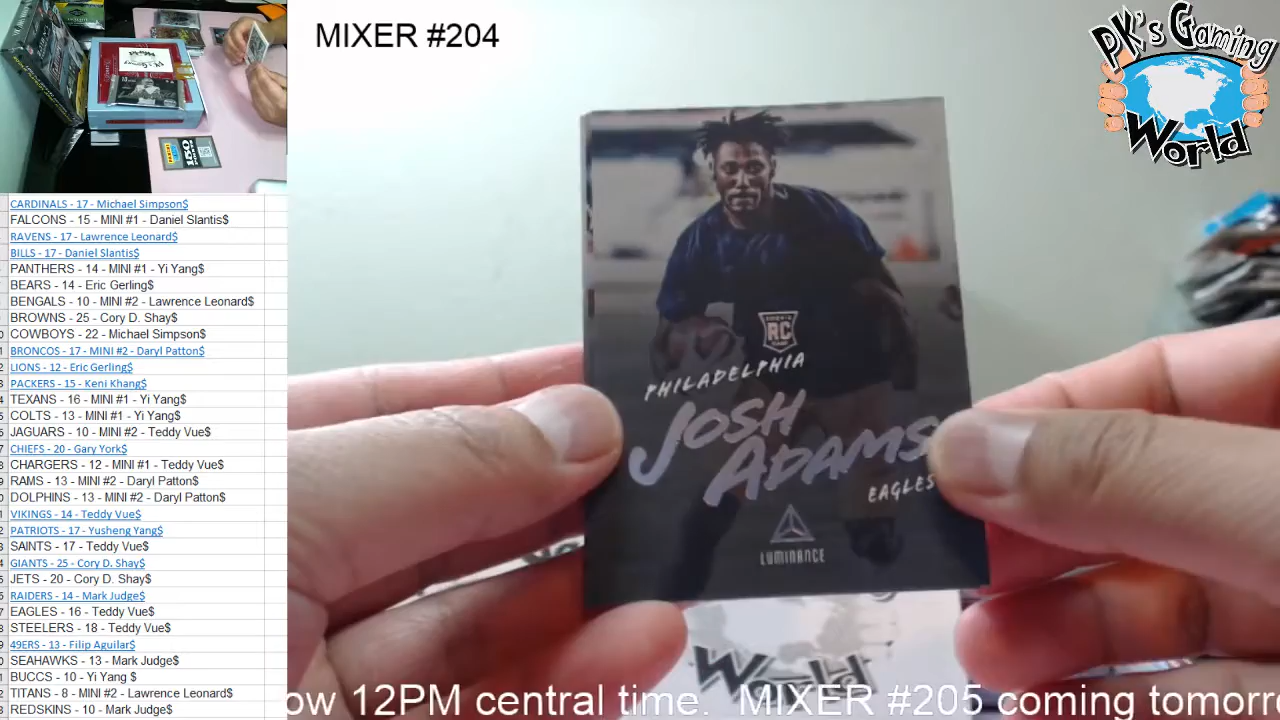 MIXER #204
PK's Gaming
World
CARDINALS - 17 - Michael Simpson$
FALCONS - 15 - MINI #1 - Daniel Slantis$
RAVENS - 17 - Lawrence Leonard$
BILLS - 17 - Daniel Slantis$
PANTHERS - 14 - MINI #1 - Yi Yang$
BEARS - 14 - Eric Gerling$
BENGALS - 10 - MINI #2 - Lawrence Leonard$
BROWNS - 25 - Cory D. Shay$
COWBOYS - 22 - Michael Simpson$
BRONCOS - 17 - MINI #2 - Daryl Patton$
LIONS - 12 - Eric Gerling$
PACKERS - 15 - Keni Khang$
TEXANS - 16 - MINI #1 - Yi Yang$
COLTS - 13 - MINI #1 - Yi Yang$
JAGUARS - 10 - MINI #2 - Teddy Vue$
CHIEFS - 20 - Gary York$
CHARGERS - 12 - MINI #1 - Teddy Vue$
RAMS - 13 - MINI #2 - Daryl Patton$
DOLPHINS - 13 - MINI #2 - Daryl Patton$
VIKINGS - 14 - Teddy Vue$
PATRIOTS - 17 - Yusheng Yang$
SAINTS - 17 - Teddy Vue$
GIANTS - 25 - Cory D. Shay$
JETS - 20 - Cory D. Shay$
RAIDERS - 14 - Mark Judge$
EAGLES - 16 - Teddy Vue$
STEELERS - 18 - Teddy Vue$
49ERS - 13 - Filip Aguilar$
SEAHAWKS - 13 - Mark Judge$
BUCCS - 10 - Yi Yang $
TITANS - 8 - MINI #2 - Lawrence Leonard$
REDSKINS - 10 - Mark Judge$
RC
PHILADELPHIA
JOSH
ADAMS
EAGLES
LUMINANCE
World
ow 12PM central time. MIXER #205 coming tomorr